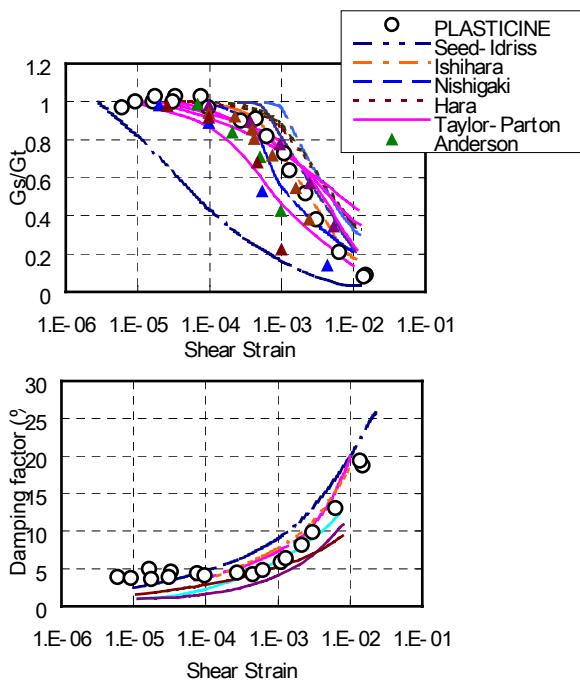 PLASTICINE
Seed- Idriss
Ishihara
Nishigaki
Hara
Taylor- Parton
Anderson
1.2
1
0.8
0.6
0.4
0.2
0
Gs/Gt
1.E- 06 1.E- 05 1.E- 04 1.E- 03 1.E- 02 1.E- 01
Shear Strain
30
25
20
15
10
5
0
Damping factor (%
1.E- 06 1.E- 05 1.E- 04 1.E- 03 1.E- 02 1.E- 01
Shear Strain